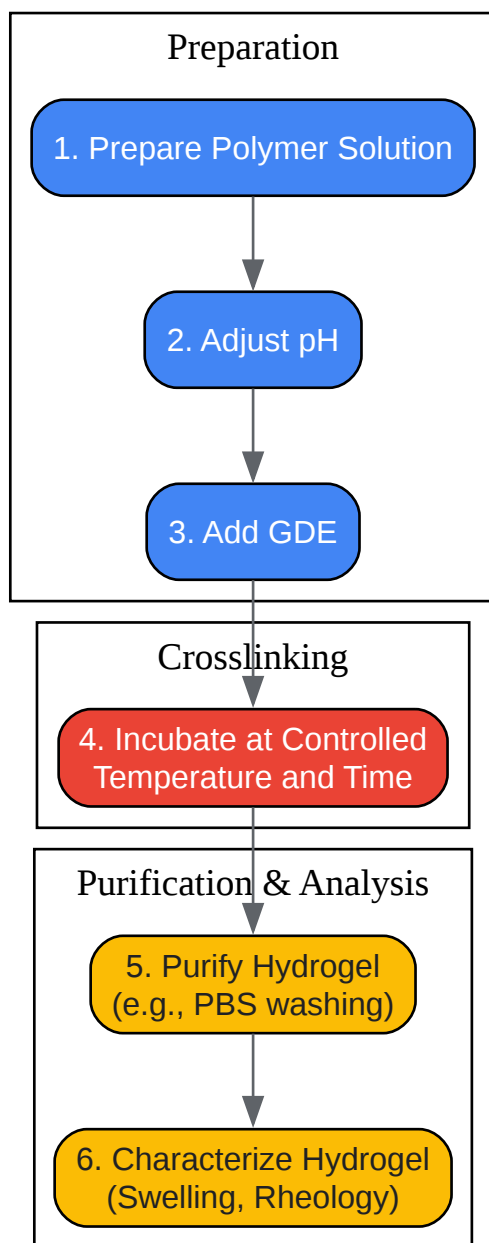 Preparation
1. Prepare Polymer Solution
2. Adjust pH
3. Add GDE
Crosslinking
4. Incubate at Controlled
Temperature and Time
Purification & Analysis
5. Purify Hydrogel
(e.g., PBS washing)
6. Characterize Hydrogel
(Swelling, Rheology)